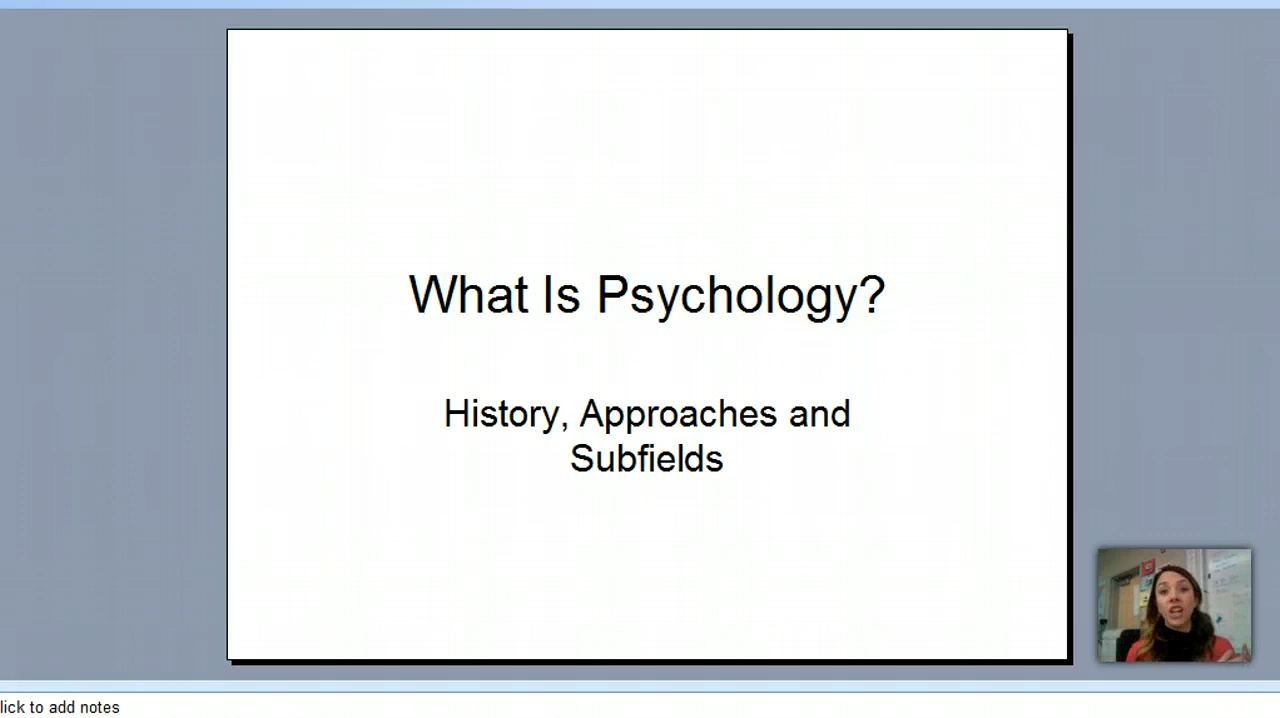 What Is Psychology?
History, Approaches and
Subfields
lick to add notes